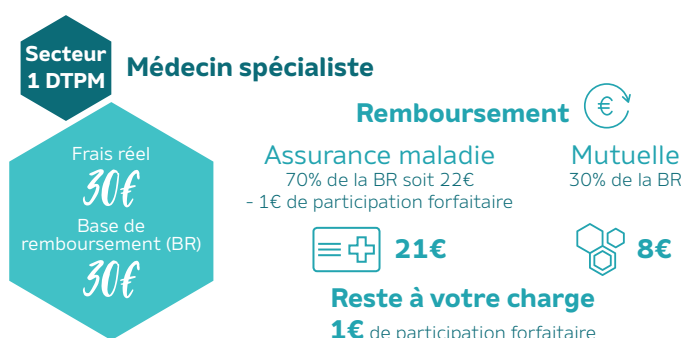 Secteur
1 DTPM
Médecin spécialiste
Frais réel
30€
Base de
remboursement (BR)
30€
Remboursement €
Assurance maladie
70% de la BR soit 22€
- 1€ de participation forfaitaire
21€
Mutuelle
30% de la BR
8€
Reste à votre charge
1€ de participation forfaitaire